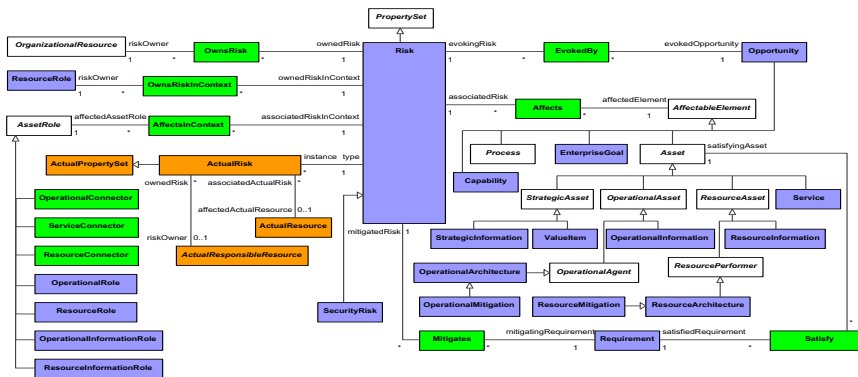 PropertySet
OrganizationalResource riskOwner OwnsRisk ownedRisk Risk evokingRisk EvokedBy evokedOpportunity Opportunity
1 * * 1 1 * * 1
ResourceRole riskOwner OwnsRiskInContext ownedRiskInContext
1 * * 1
associatedRisk Affects affectedElement AffectableElement
1 * * 1
AssetRole affectedAssetRole AffectsInContext associatedRiskInContext
1 * * 1
Process EnterpriseGoal Asset satisfyingAsset
1
ActualPropertySet ActualRisk instance type
* 1
Capability
ownedRisk * associatedActualRisk *
OperationalConnector
StrategicAsset OperationalAsset ResourceAsset Service
affectedActualResource 0..1
ServiceConnector
ActualResource
mitigatedRisk 1
riskOwner 0..1
StrategicInformation ValueItem OperationalInformation ResourceInformation
ResourceConnector
ActualResponsibleResource
OperationalArchitecture OperationalAgent ResourcePerformer
OperationalRole
ResourceRole
SecurityRisk
OperationalMitigation ResourceMitigation ResourceArchitecture
OperationalInformationRole
Mitigates mitigatingRequirement Requirement satisfiedRequirement Satisfy
* * 1 1 * *
ResourceInformationRole